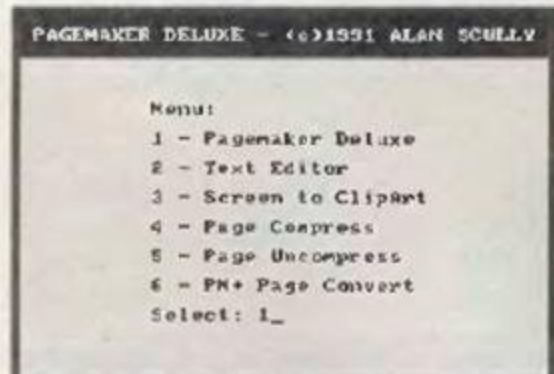 PAGEMAKER DELUXE - (c)1991 ALAN SCULLY
Menu:
1 - Pagemaker Deluxe
2 - Text Editor
3 - Screen to ClipArt
4 - Page Compress
5 - Page Uncompress
6 - PM+ Page Convert
Select: 1_